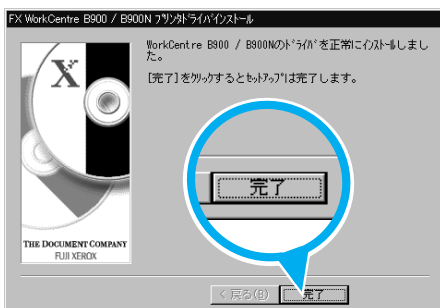 FX WorkCentre B900 / B900N プリンタドライバインストール
WorkCentre B900 / B900Nのドライバを正常にインストールしまし
た。
[完了]をクリックするとセットアップは完了します。
X
完了
THE DOCUMENT COMPANY
FUJI XEROX
< 戻る(B)
完了